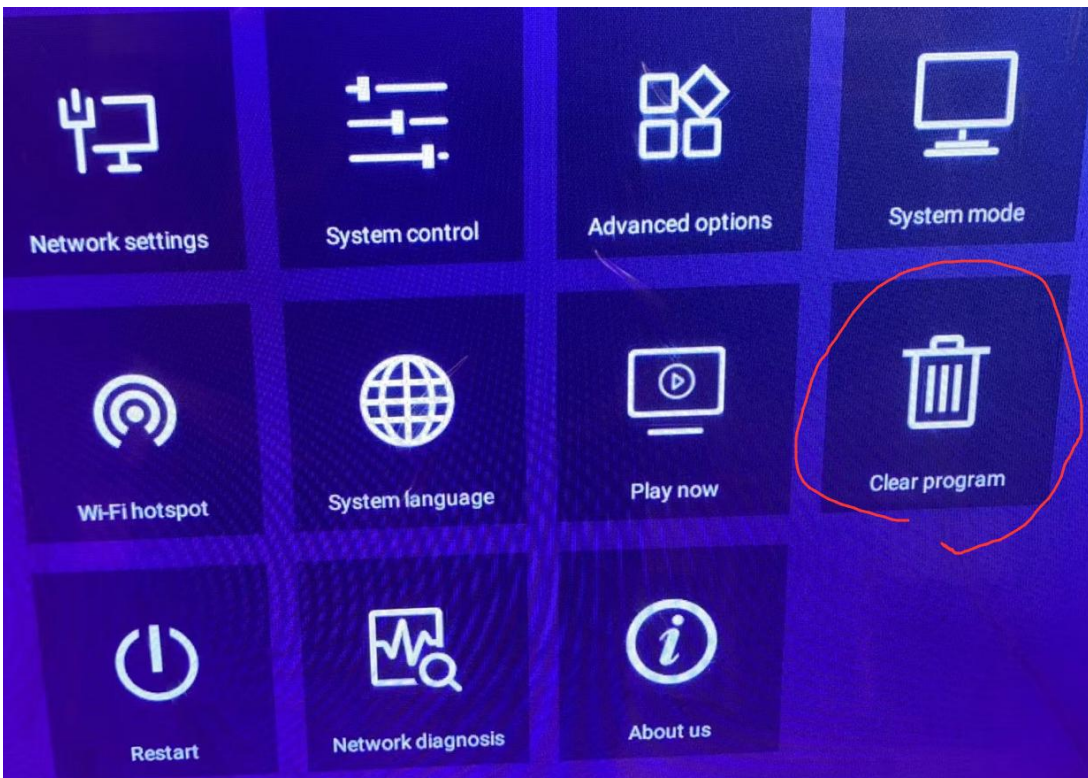 Network settings
System control
Advanced options
System mode
Wi-Fi hotspot
System language
Play now
Clear program
Restart
Network diagnosis
About us